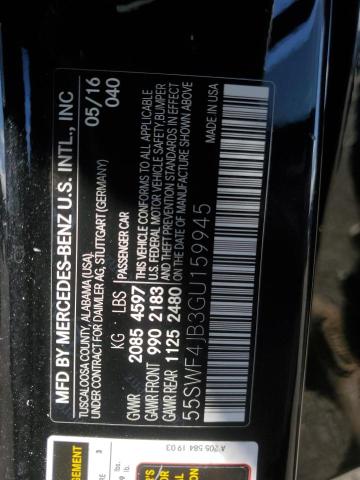 MFD BY MERCEDES-BENZ U.S. INTL., INC
TUSCALOOSA COUNTY, ALABAMA (USA)
UNDER CONTRACT FOR DAIMLER AG, STUTTGART (GERMANY)
05/16
040
KG LBS
GVWR 2085 4597
GAWR FRONT 990 2183
GAWR REAR 1125 2480
PASSENGER CAR
THIS VEHICLE CONFORMS TO ALL APPLICABLE
U.S. FEDERAL MOTOR VEHICLE SAFETY, BUMPER
AND THEFT PREVENTION STANDARDS IN EFFECT
ON THE DATE OF MANUFACTURE SHOWN ABOVE
55SWF4JB3GU159945
MADE IN USA
A 205 584 19 03